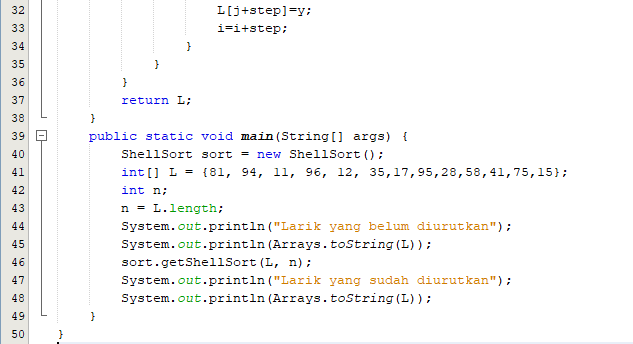 32 L[j+step]=y;
33 i=i+step;
34 }
35 }
36 }
37 return L;
38 }
39 public static void main(String[] args) {
40 ShellSort sort = new ShellSort();
41 int[] L = {81, 94, 11, 96, 12, 35,17,95,28,58,41,75,15};
42 int n;
43 n = L.length;
44 System.out.println("Larik yang belum diurutkan");
45 System.out.println(Arrays.toString(L));
46 sort.getShellSort(L, n);
47 System.out.println("Larik yang sudah diurutkan");
48 System.out.println(Arrays.toString(L));
49 }
50 }